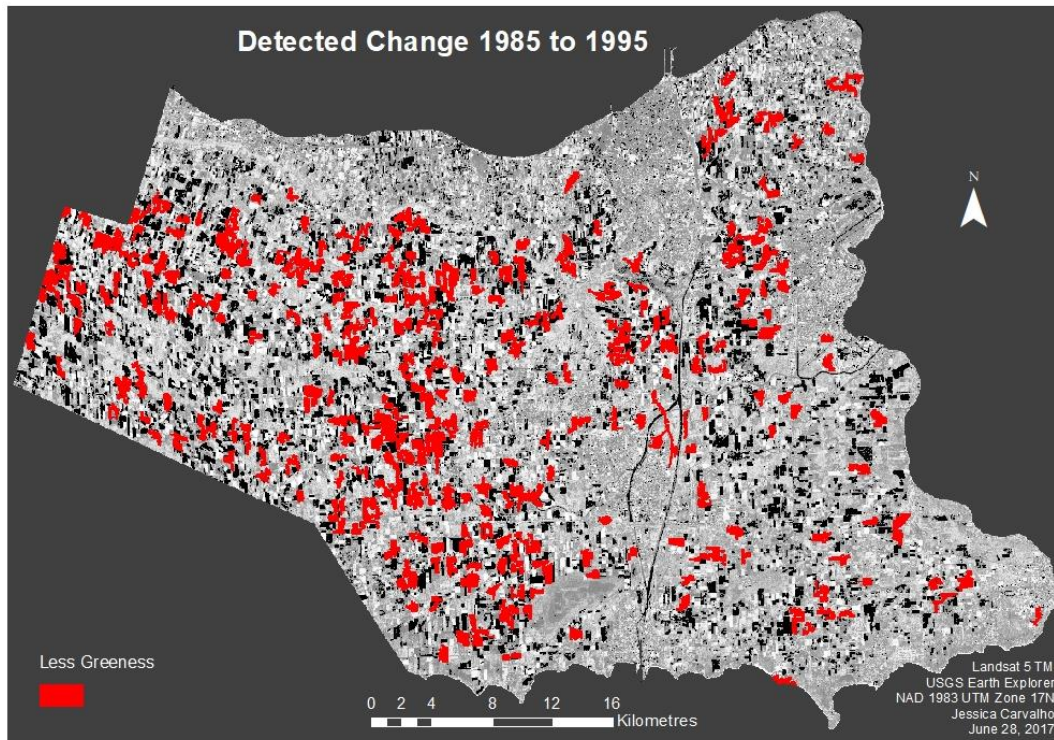 Detected Change 1985 to 1995
N
Less Greeness
0 2 4 8 12 16
Kilometres
Landsat 5 TM
USGS Earth Explorer
NAD 1983 UTM Zone 17N
Jessica Carvalho
June 28, 2017